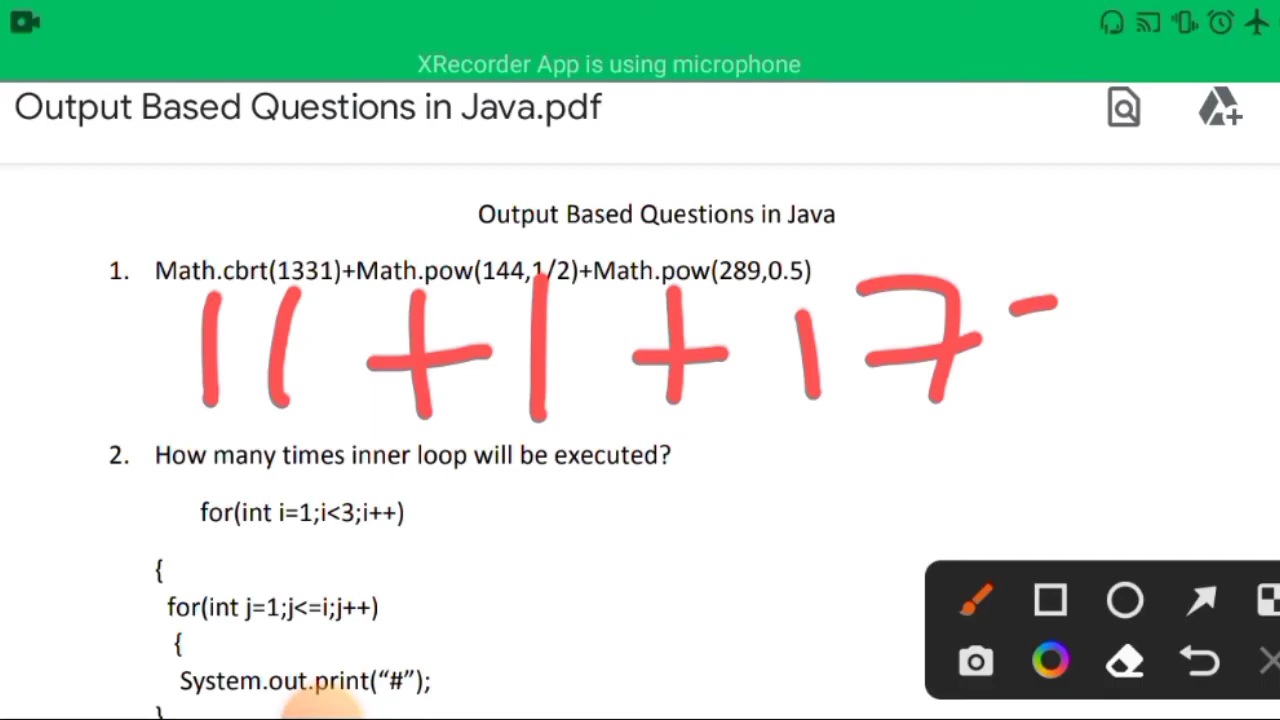 XRecorder App is using microphone
Output Based Questions in Java.pdf
Output Based Questions in Java
1. Math.cbrt(1331)+Math.pow(144,1/2)+Math.pow(289,0.5)
11 + 1 + 17 -
2. How many times inner loop will be executed?
for(int i=1;i<3;i++)
{
for(int j=1;j<=i;j++)
{
System.out.print(“#”);
}